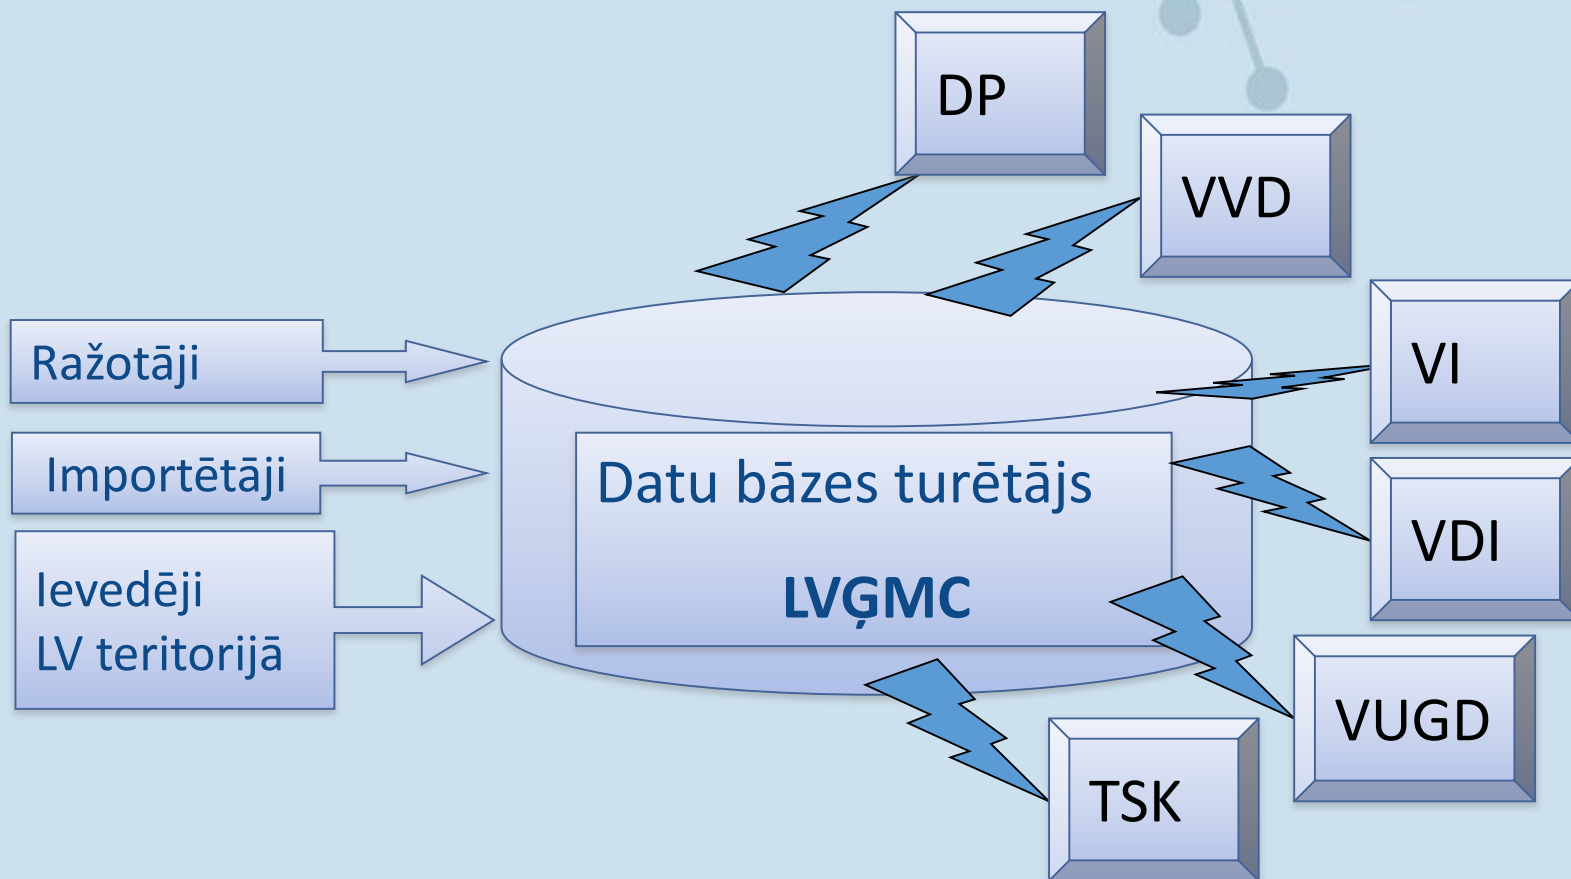 DP
VVD
Ražotāji
VI
Importētāji
Datu bāzes turētājs
LVĢMC
VDI
Ievedēji
LV teritorijā
VUGD
TSK